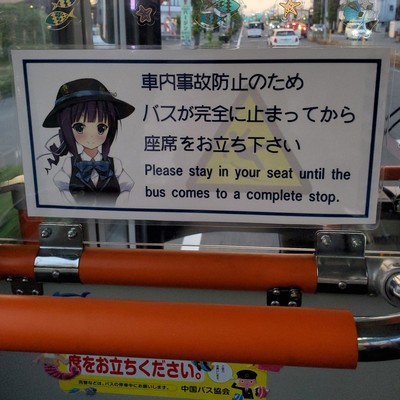 車内事故防止のため
バスが完全に止まってから
座席をお立ち下さい
Please stay in your seat until the
bus comes to a complete stop.
席をお立ちください。
中国バス協会